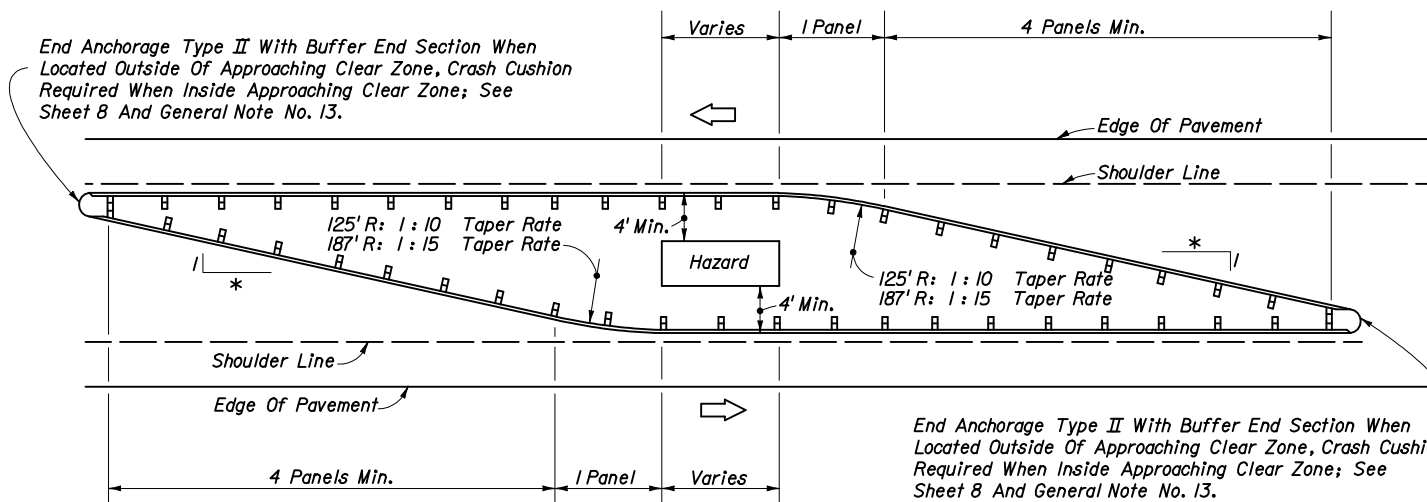 Varies
1 Panel
4 Panels Min.
End Anchorage Type II With Buffer End Section When
Located Outside Of Approaching Clear Zone, Crash Cushion
Required When Inside Approaching Clear Zone; See
Sheet 8 And General Note No. 13.
Edge Of Pavement
Shoulder Line
125' R: 1:10 Taper Rate
187' R: 1:15 Taper Rate
4' Min.
Hazard
1
*
*
1
125' R: 1:10 Taper Rate
187' R: 1:15 Taper Rate
4' Min.
Shoulder Line
Edge Of Pavement
End Anchorage Type II With Buffer End Section When
Located Outside Of Approaching Clear Zone, Crash Cushi
Required When Inside Approaching Clear Zone; See
Sheet 8 And General Note No. 13.
4 Panels Min.
1 Panel
Varies